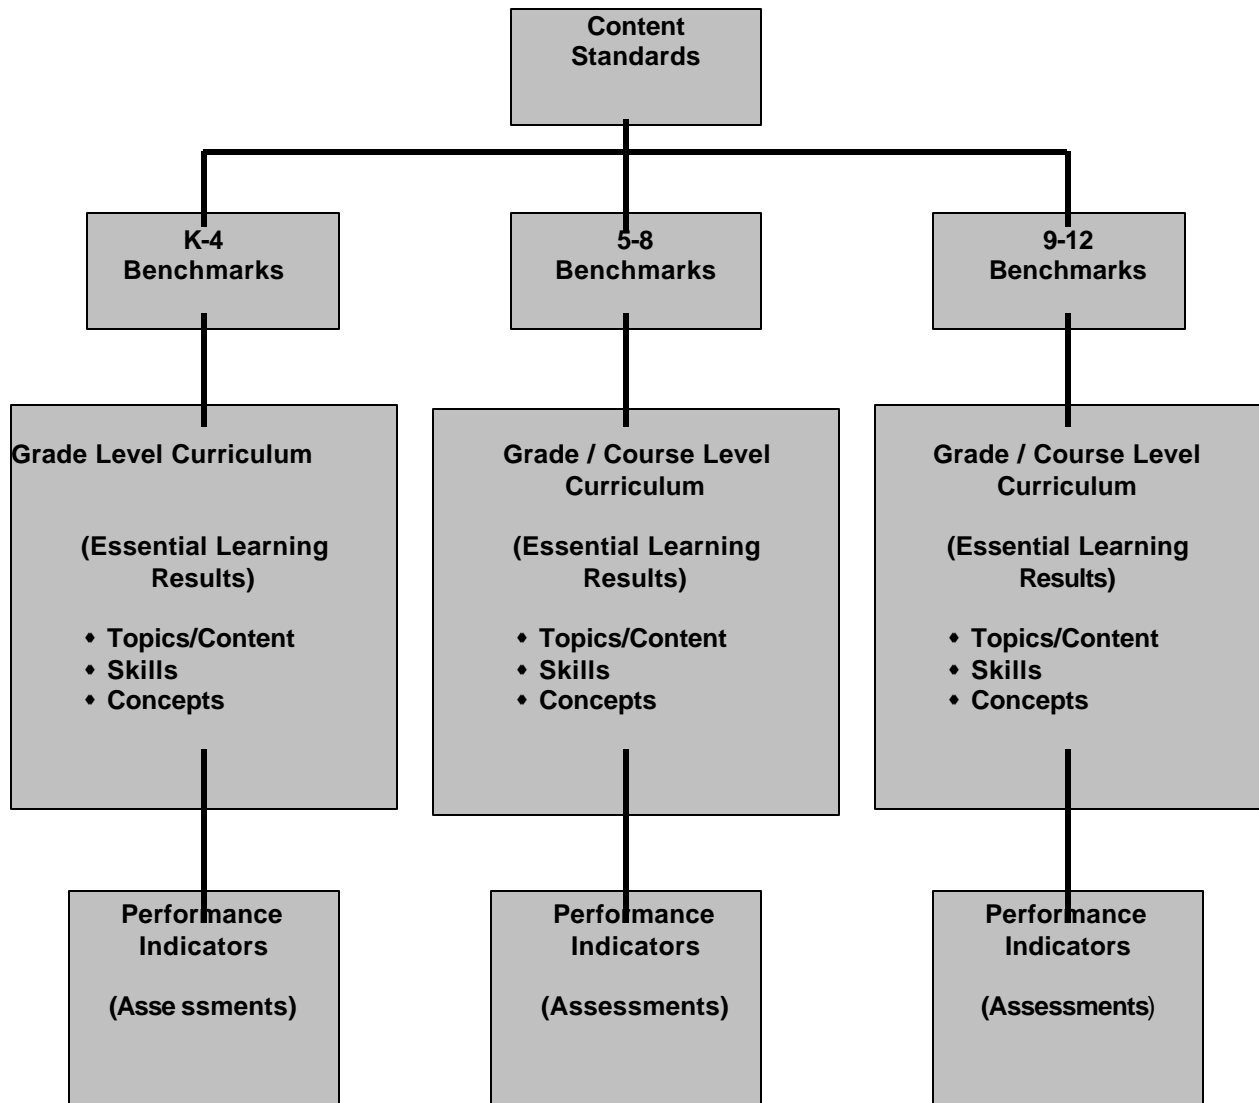 Content
Standards
K-4
Benchmarks
5-8
Benchmarks
9-12
Benchmarks
Grade Level Curriculum
(Essential Learning
Results)
• Topics/Content
• Skills
• Concepts
Grade / Course Level
Curriculum
(Essential Learning
Results)
• Topics/Content
• Skills
• Concepts
Grade / Course Level
Curriculum
(Essential Learning
Results)
• Topics/Content
• Skills
• Concepts
Performance
Indicators
(Asse ssments)
Performance
Indicators
(Assessments)
Performance
Indicators
(Assessments)